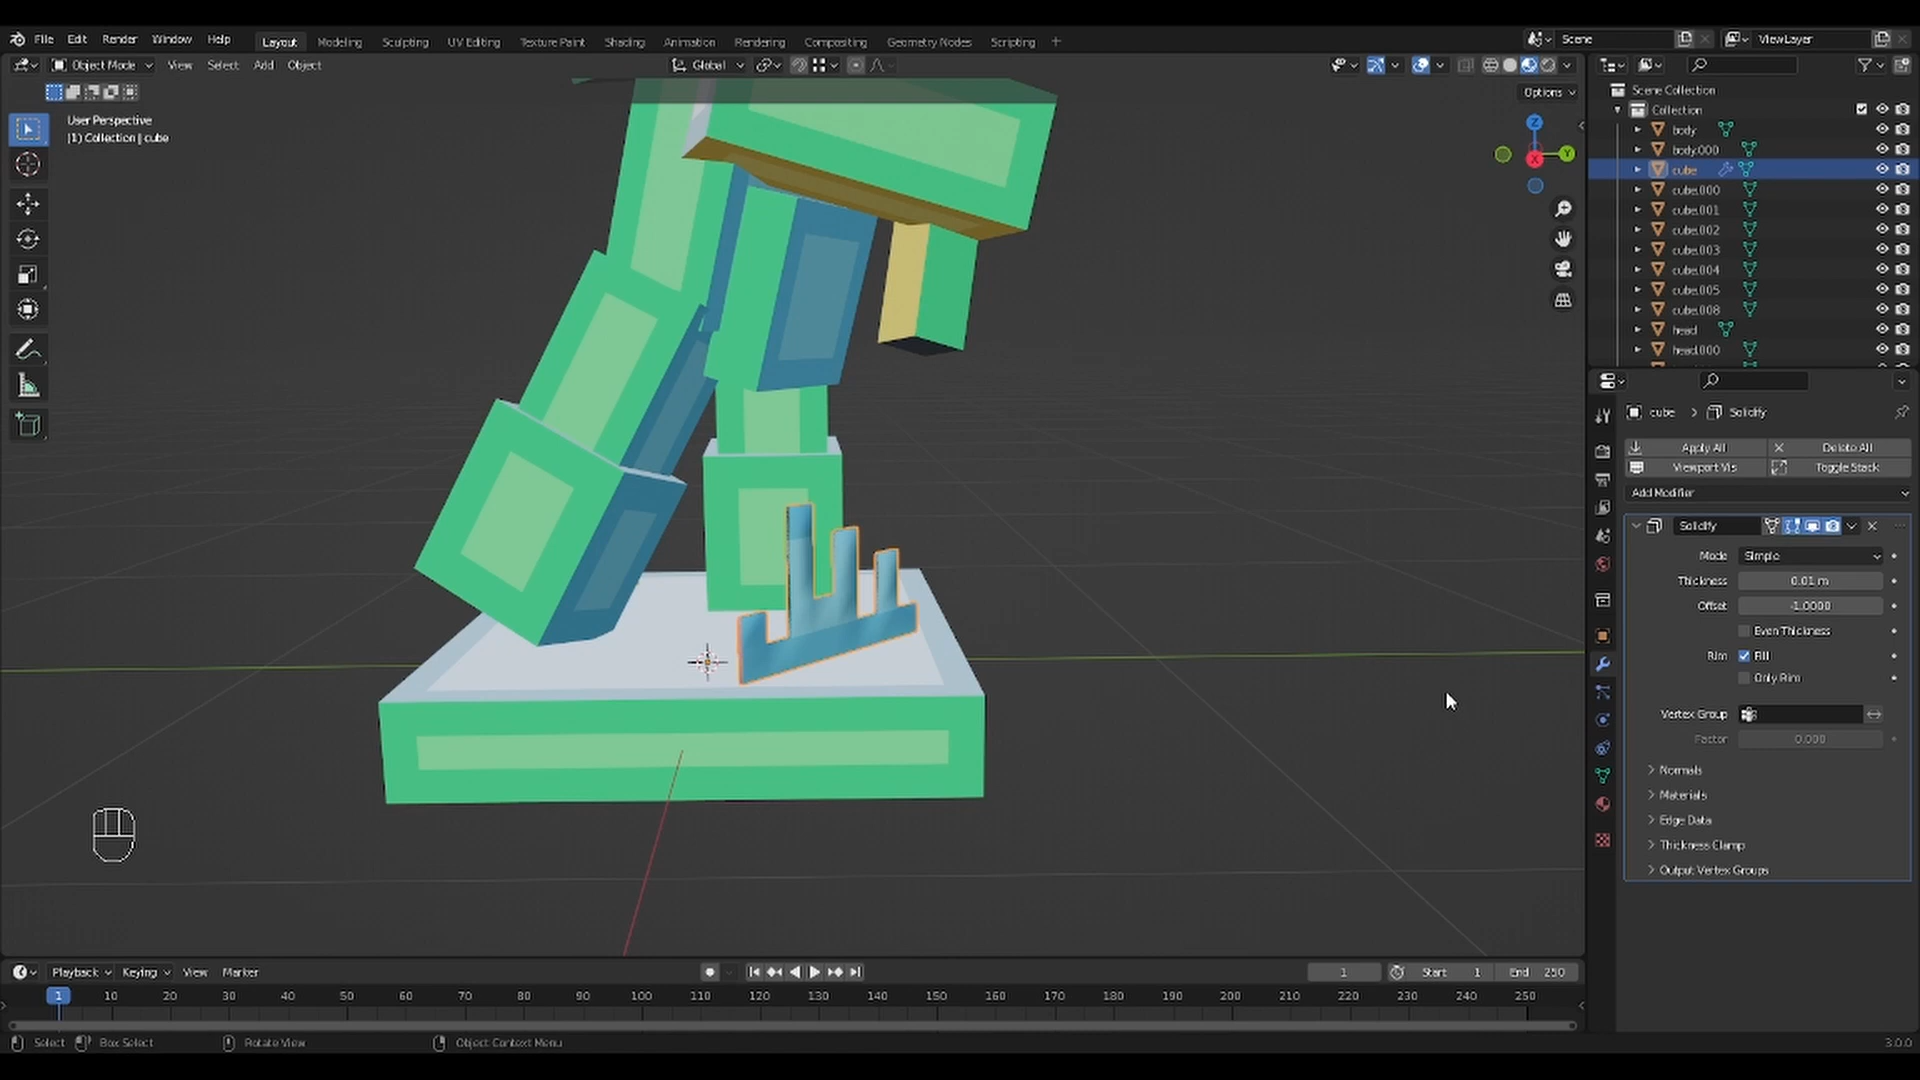 File Edit Render Window Help Layout Modeling Sculpting UV Editing Texture Paint Shading Animation Rendering Compositing Geometry Nodes Scripting + Scene ViewLayer
Object Mode View Select Add Object Global
Options
User Perspective
(1) Collection | cube
Z
Y
X
Scene Collection
Collection
body
body.000
cube
cube.000
cube.001
cube.002
cube.003
cube.004
cube.005
cube.008
head
head.000
cube > Solidify
Apply All Delete All
Viewport Vis Toggle Stack
Add Modifier
Solidify
Mode Simple
Thickness 0.01 m
Offset -1.0000
Even Thickness
Rim Fill
Only Rim
Vertex Group
Factor 0.000
Normals
Materials
Edge Data
Thickness Clamp
Output Vertex Groups
Playback Keying View Marker 1 Start 1 End 250
1 10 20 30 40 50 60 70 80 90 100 110 120 130 140 150 160 170 180 190 200 210 220 230 240 250
Select Box Select Rotate View Object Context Menu 3.0.0